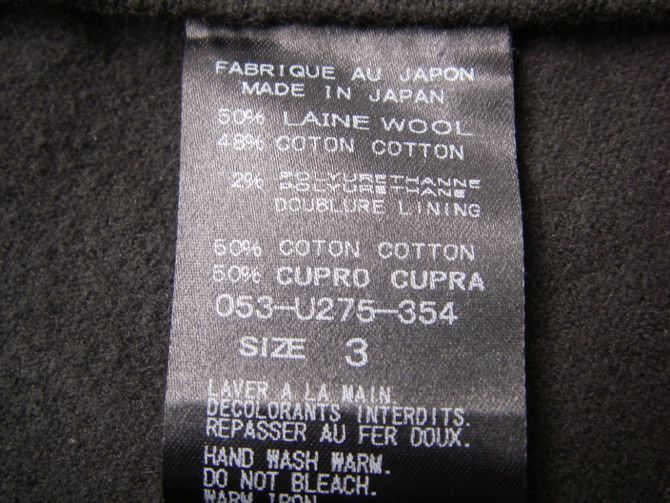 FABRIQUE AU JAPON
MADE IN JAPAN
50% LAINE WOOL
48% COTON COTTON
2% POLYURETHANNE
POLYURETHANE
DOUBLURE LINING
50% COTON COTTON
50% CUPRO CUPRA
053-U275-354
SIZE 3
LAVER A LA MAIN.
DECOLORANTS INTERDITS.
REPASSER AU FER DOUX.
HAND WASH WARM.
DO NOT BLEACH.
WARM IRON